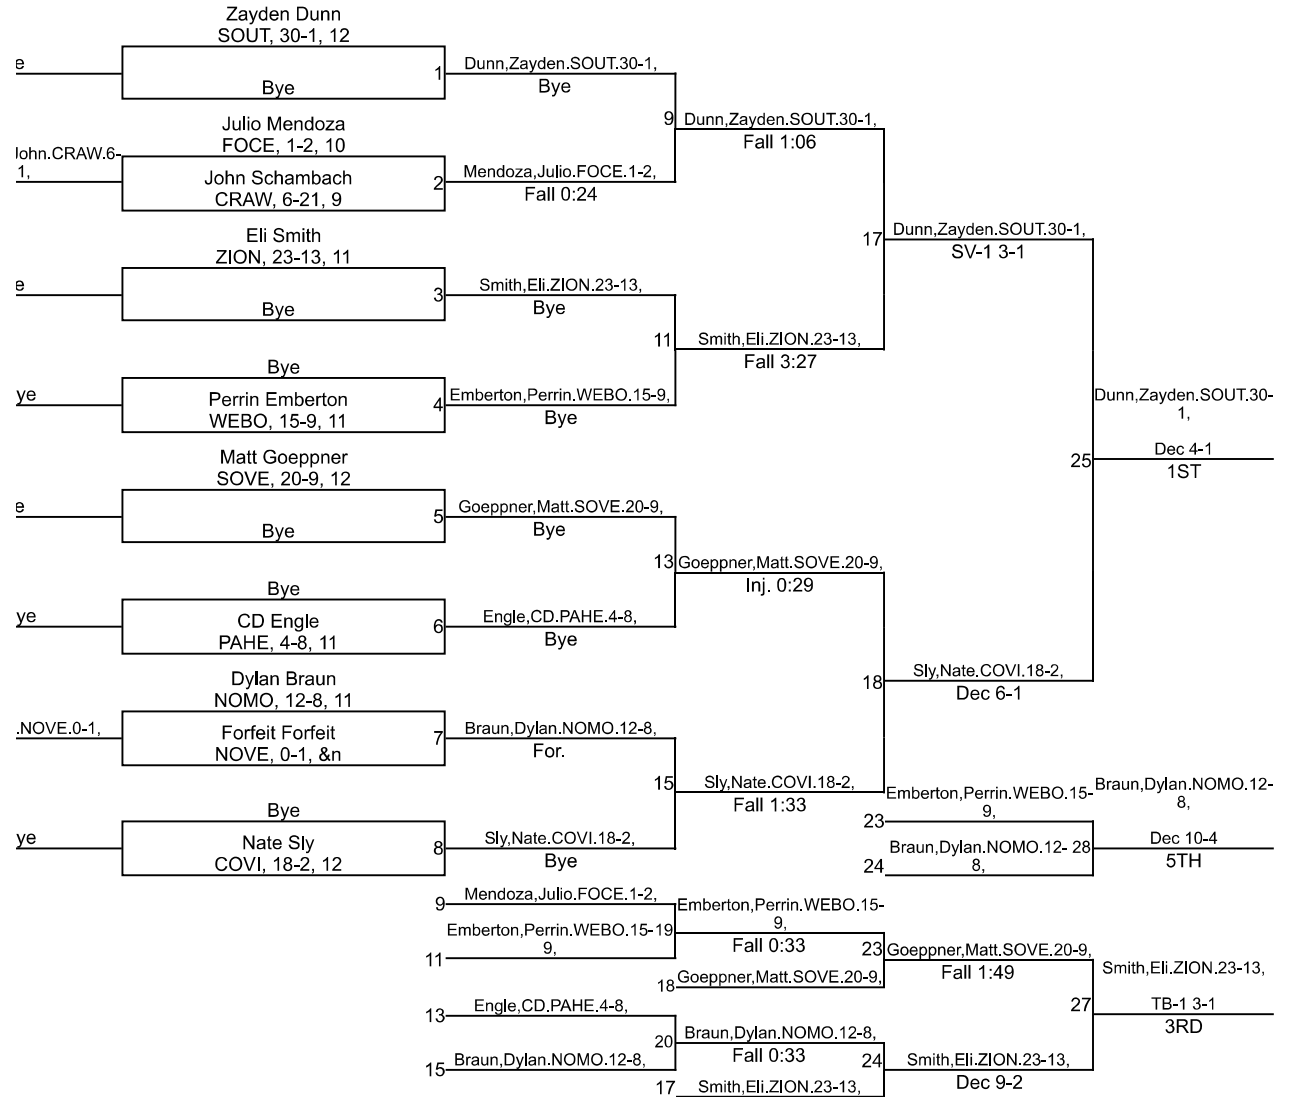 Zayden Dunn
SOUT, 30-1, 12
e
Bye
1
Dunn,Zayden.SOUT.30-1,
Bye
9
Dunn,Zayden.SOUT.30-1,
Fall 1:06
Julio Mendoza
FOCE, 1-2, 10
John.CRAW.6-
1,
John Schambach
CRAW, 6-21, 9
2
Mendoza,Julio.FOCE.1-2,
Fall 0:24
17
Dunn,Zayden.SOUT.30-1,
SV-1 3-1
Eli Smith
ZION, 23-13, 11
e
Bye
3
Smith,Eli.ZION.23-13,
Bye
11
Smith,Eli.ZION.23-13,
Fall 3:27
Bye
ye
Perrin Emberton
WEBO, 15-9, 11
4
Emberton,Perrin.WEBO.15-9,
Bye
Dunn,Zayden.SOUT.30-
1,
25
Dec 4-1
1ST
Matt Goeppner
SOVE, 20-9, 12
e
Bye
5
Goeppner,Matt.SOVE.20-9,
Bye
13
Goeppner,Matt.SOVE.20-9,
Inj. 0:29
Bye
ye
CD Engle
PAHE, 4-8, 11
6
Engle,CD.PAHE.4-8,
Bye
18
Sly,Nate.COVI.18-2,
Dec 6-1
Dylan Braun
NOMO, 12-8, 11
.NOVE.0-1,
Forfeit Forfeit
NOVE, 0-1, &n
7
Braun,Dylan.NOMO.12-8,
For.
15
Sly,Nate.COVI.18-2,
Fall 1:33
Bye
ye
Nate Sly
COVI, 18-2, 12
8
Sly,Nate.COVI.18-2,
Bye
Emberton,Perrin.WEBO.15-
9,
23
Braun,Dylan.NOMO.12-
8,
24
28
Braun,Dylan.NOMO.12-
8,
Dec 10-4
5TH
9
Mendoza,Julio.FOCE.1-2,
Emberton,Perrin.WEBO.15-
9,
11
19
Emberton,Perrin.WEBO.15-
9,
Fall 0:33
18
Goeppner,Matt.SOVE.20-9,
23
Goeppner,Matt.SOVE.20-9,
Fall 1:49
13
Engle,CD.PAHE.4-8,
15
Braun,Dylan.NOMO.12-8,
20
Braun,Dylan.NOMO.12-8,
Fall 0:33
17
Smith,Eli.ZION.23-13,
24
Smith,Eli.ZION.23-13,
Dec 9-2
27
Smith,Eli.ZION.23-13,
TB-1 3-1
3RD